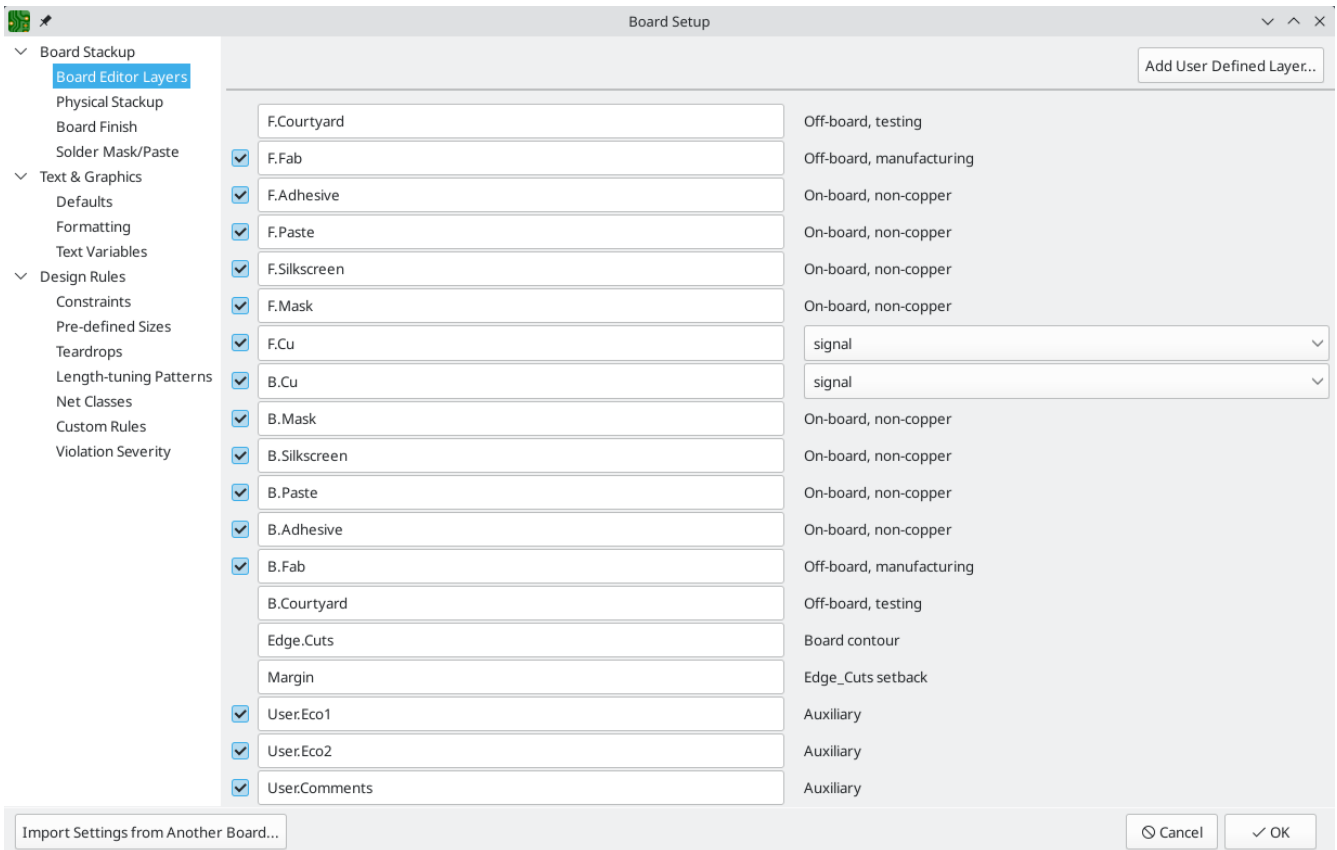 Board Setup
Board Stackup
Board Editor Layers
Physical Stackup
Board Finish
Solder Mask/Paste
Text & Graphics
Defaults
Formatting
Text Variables
Design Rules
Constraints
Pre-defined Sizes
Teardrops
Length-tuning Patterns
Net Classes
Custom Rules
Violation Severity
Add User Defined Layer...
F.Courtyard Off-board, testing
F.Fab Off-board, manufacturing
F.Adhesive On-board, non-copper
F.Paste On-board, non-copper
F.Silkscreen On-board, non-copper
F.Mask On-board, non-copper
F.Cu signal
B.Cu signal
B.Mask On-board, non-copper
B.Silkscreen On-board, non-copper
B.Paste On-board, non-copper
B.Adhesive On-board, non-copper
B.Fab Off-board, manufacturing
B.Courtyard Off-board, testing
Edge.Cuts Board contour
Margin Edge_Cuts setback
User.Eco1 Auxiliary
User.Eco2 Auxiliary
User.Comments Auxiliary
Import Settings from Another Board... Cancel OK